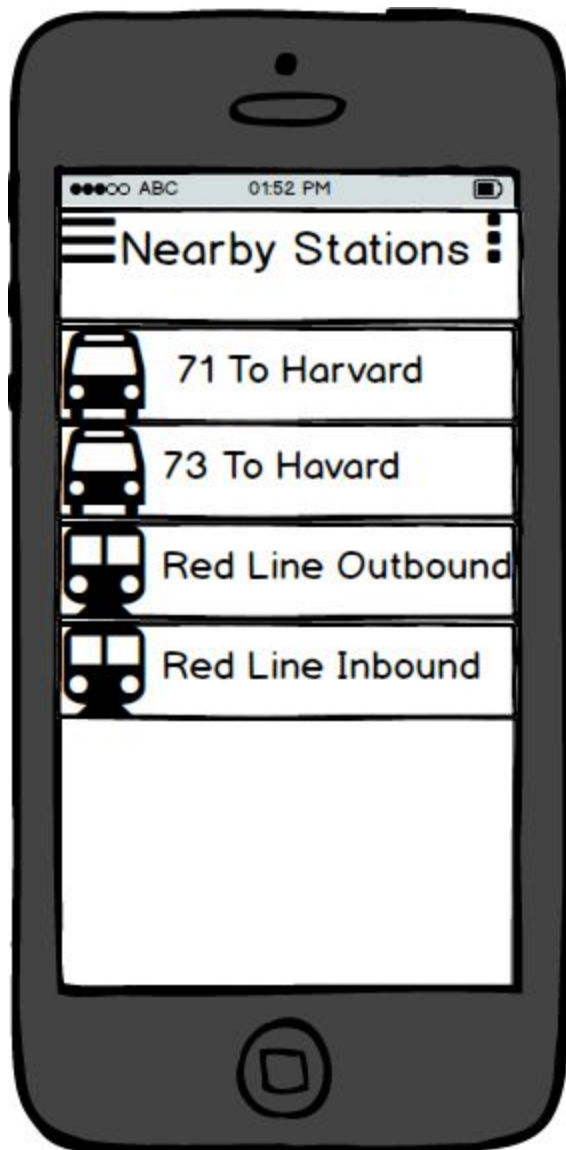 ABC 01:52 PM
Nearby Stations
71 To Harvard
73 To Havard
Red Line Outbound
Red Line Inbound